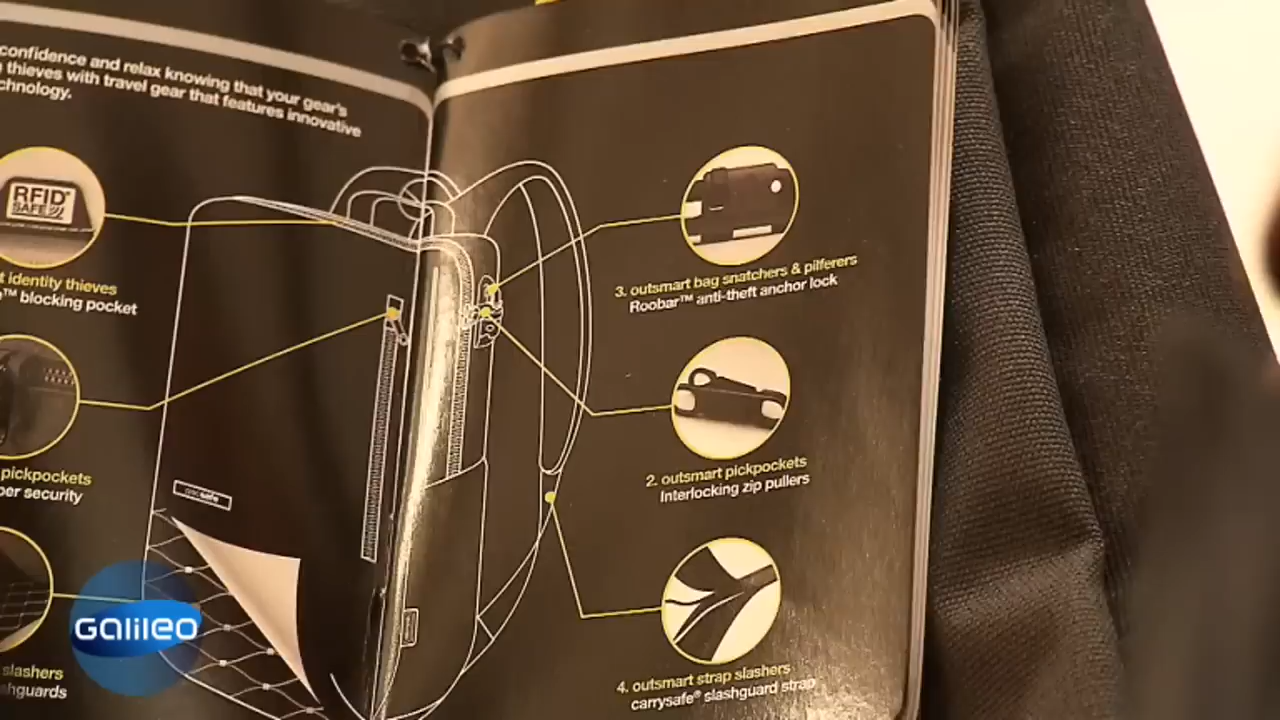 confidence and relax knowing that your gear's
thieves with travel gear that features innovative
chnology.
RFID
SAFE
t identity thieves
™ blocking pocket
pickpockets
per security
slashers
shguards
safe
3. outsmart bag snatchers & pilferers
Roobar™ anti-theft anchor lock
2. outsmart pickpockets
Interlocking zip pullers
4. outsmart strap slashers
carrysafe® slashguard strap
Galileo